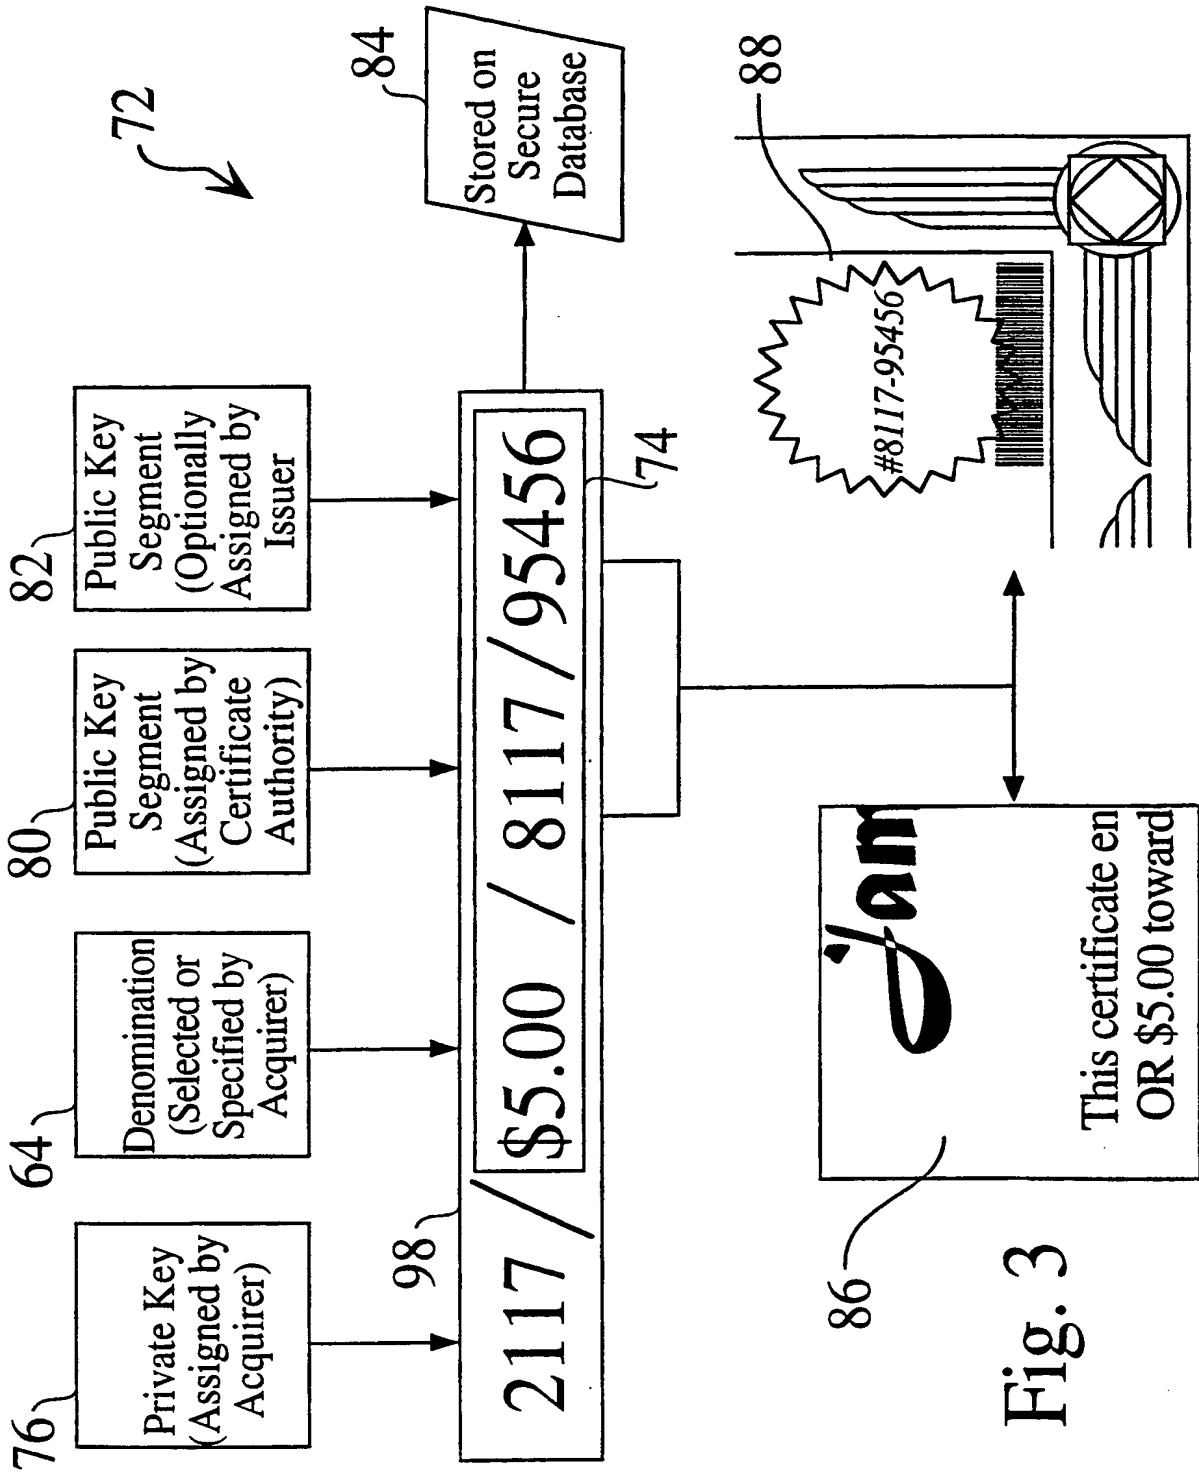 72
76
Private Key
(Assigned by
Acquirer)
64
Denomination
(Selected or
Specified by
Acquirer)
80
Public Key
Segment
(Assigned by
Certificate
Authority)
82
Public Key
Segment
(Optionally
Assigned by
Issuer
98
2117 / $5.00 / 8117 / 95456
74
84
Stored on
Secure
Database
86
Jam
This certificate en
OR $5.00 toward
88
#8117-95456
Fig. 3